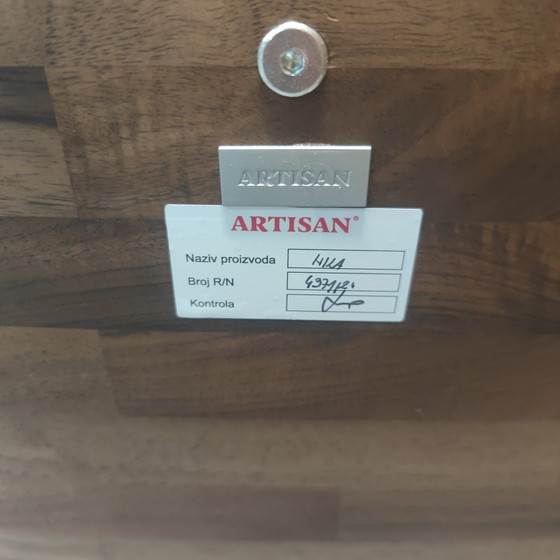 ARTISAN
ARTISAN®
Naziv proizvoda
Broj R/N
Kontrola